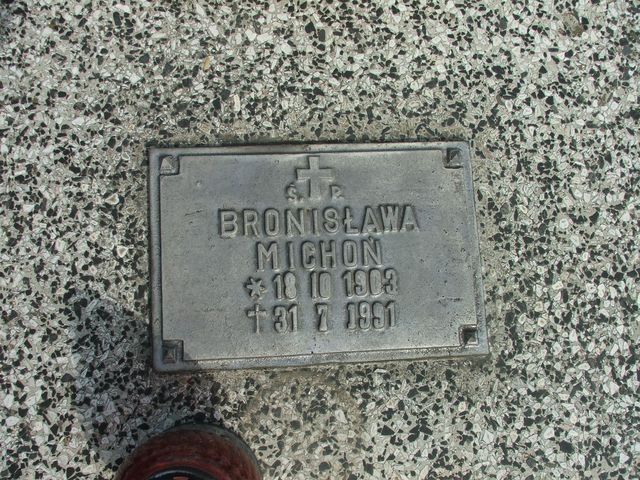 Ś. P.
BRONISŁAWA
MICHOŃ
* 18 10 1903
† 31 7 1991